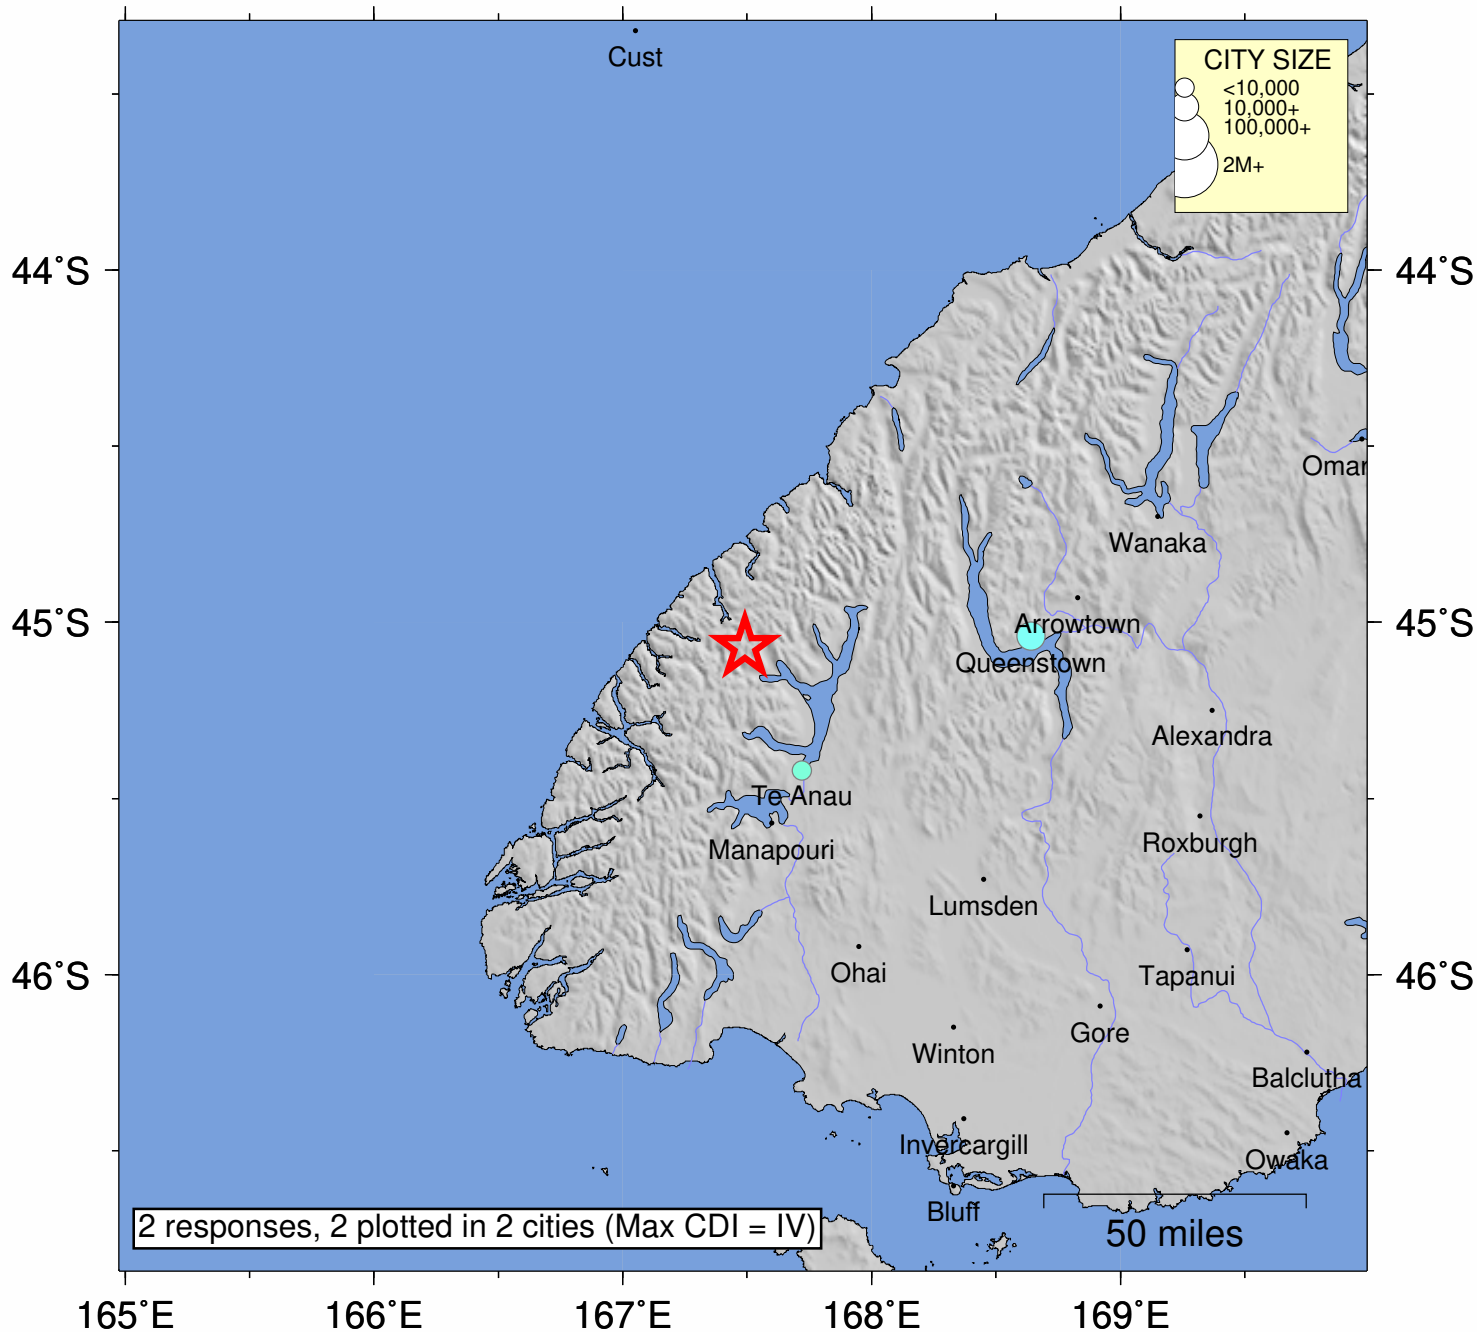 Cust
CITY SIZE
<10,000
10,000+
100,000+
2M+
44˚S
44˚S
Omar
Wanaka
45˚S
45˚S
Arrowtown
Queenstown
Alexandra
Te Anau
Manapouri
Roxburgh
Lumsden
46˚S
46˚S
Ohai
Tapanui
Gore
Winton
Balclutha
Invercargill
Owaka
Bluff
2 responses, 2 plotted in 2 cities (Max CDI = IV)
50 miles
165˚E
166˚E
167˚E
168˚E
169˚E